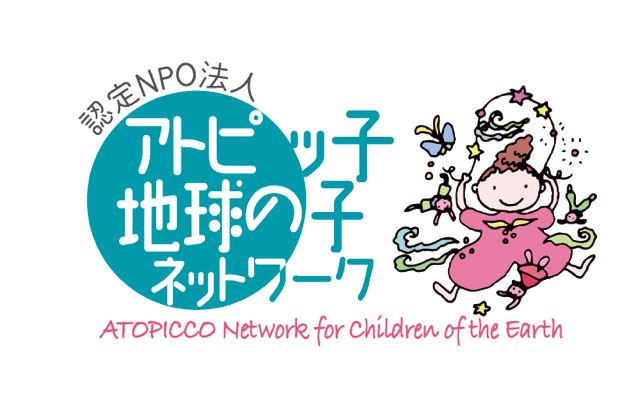 認定NPO法人
アトピッ子
地球の子
ネットワーク
ATOPICCO Network for Children of the Earth